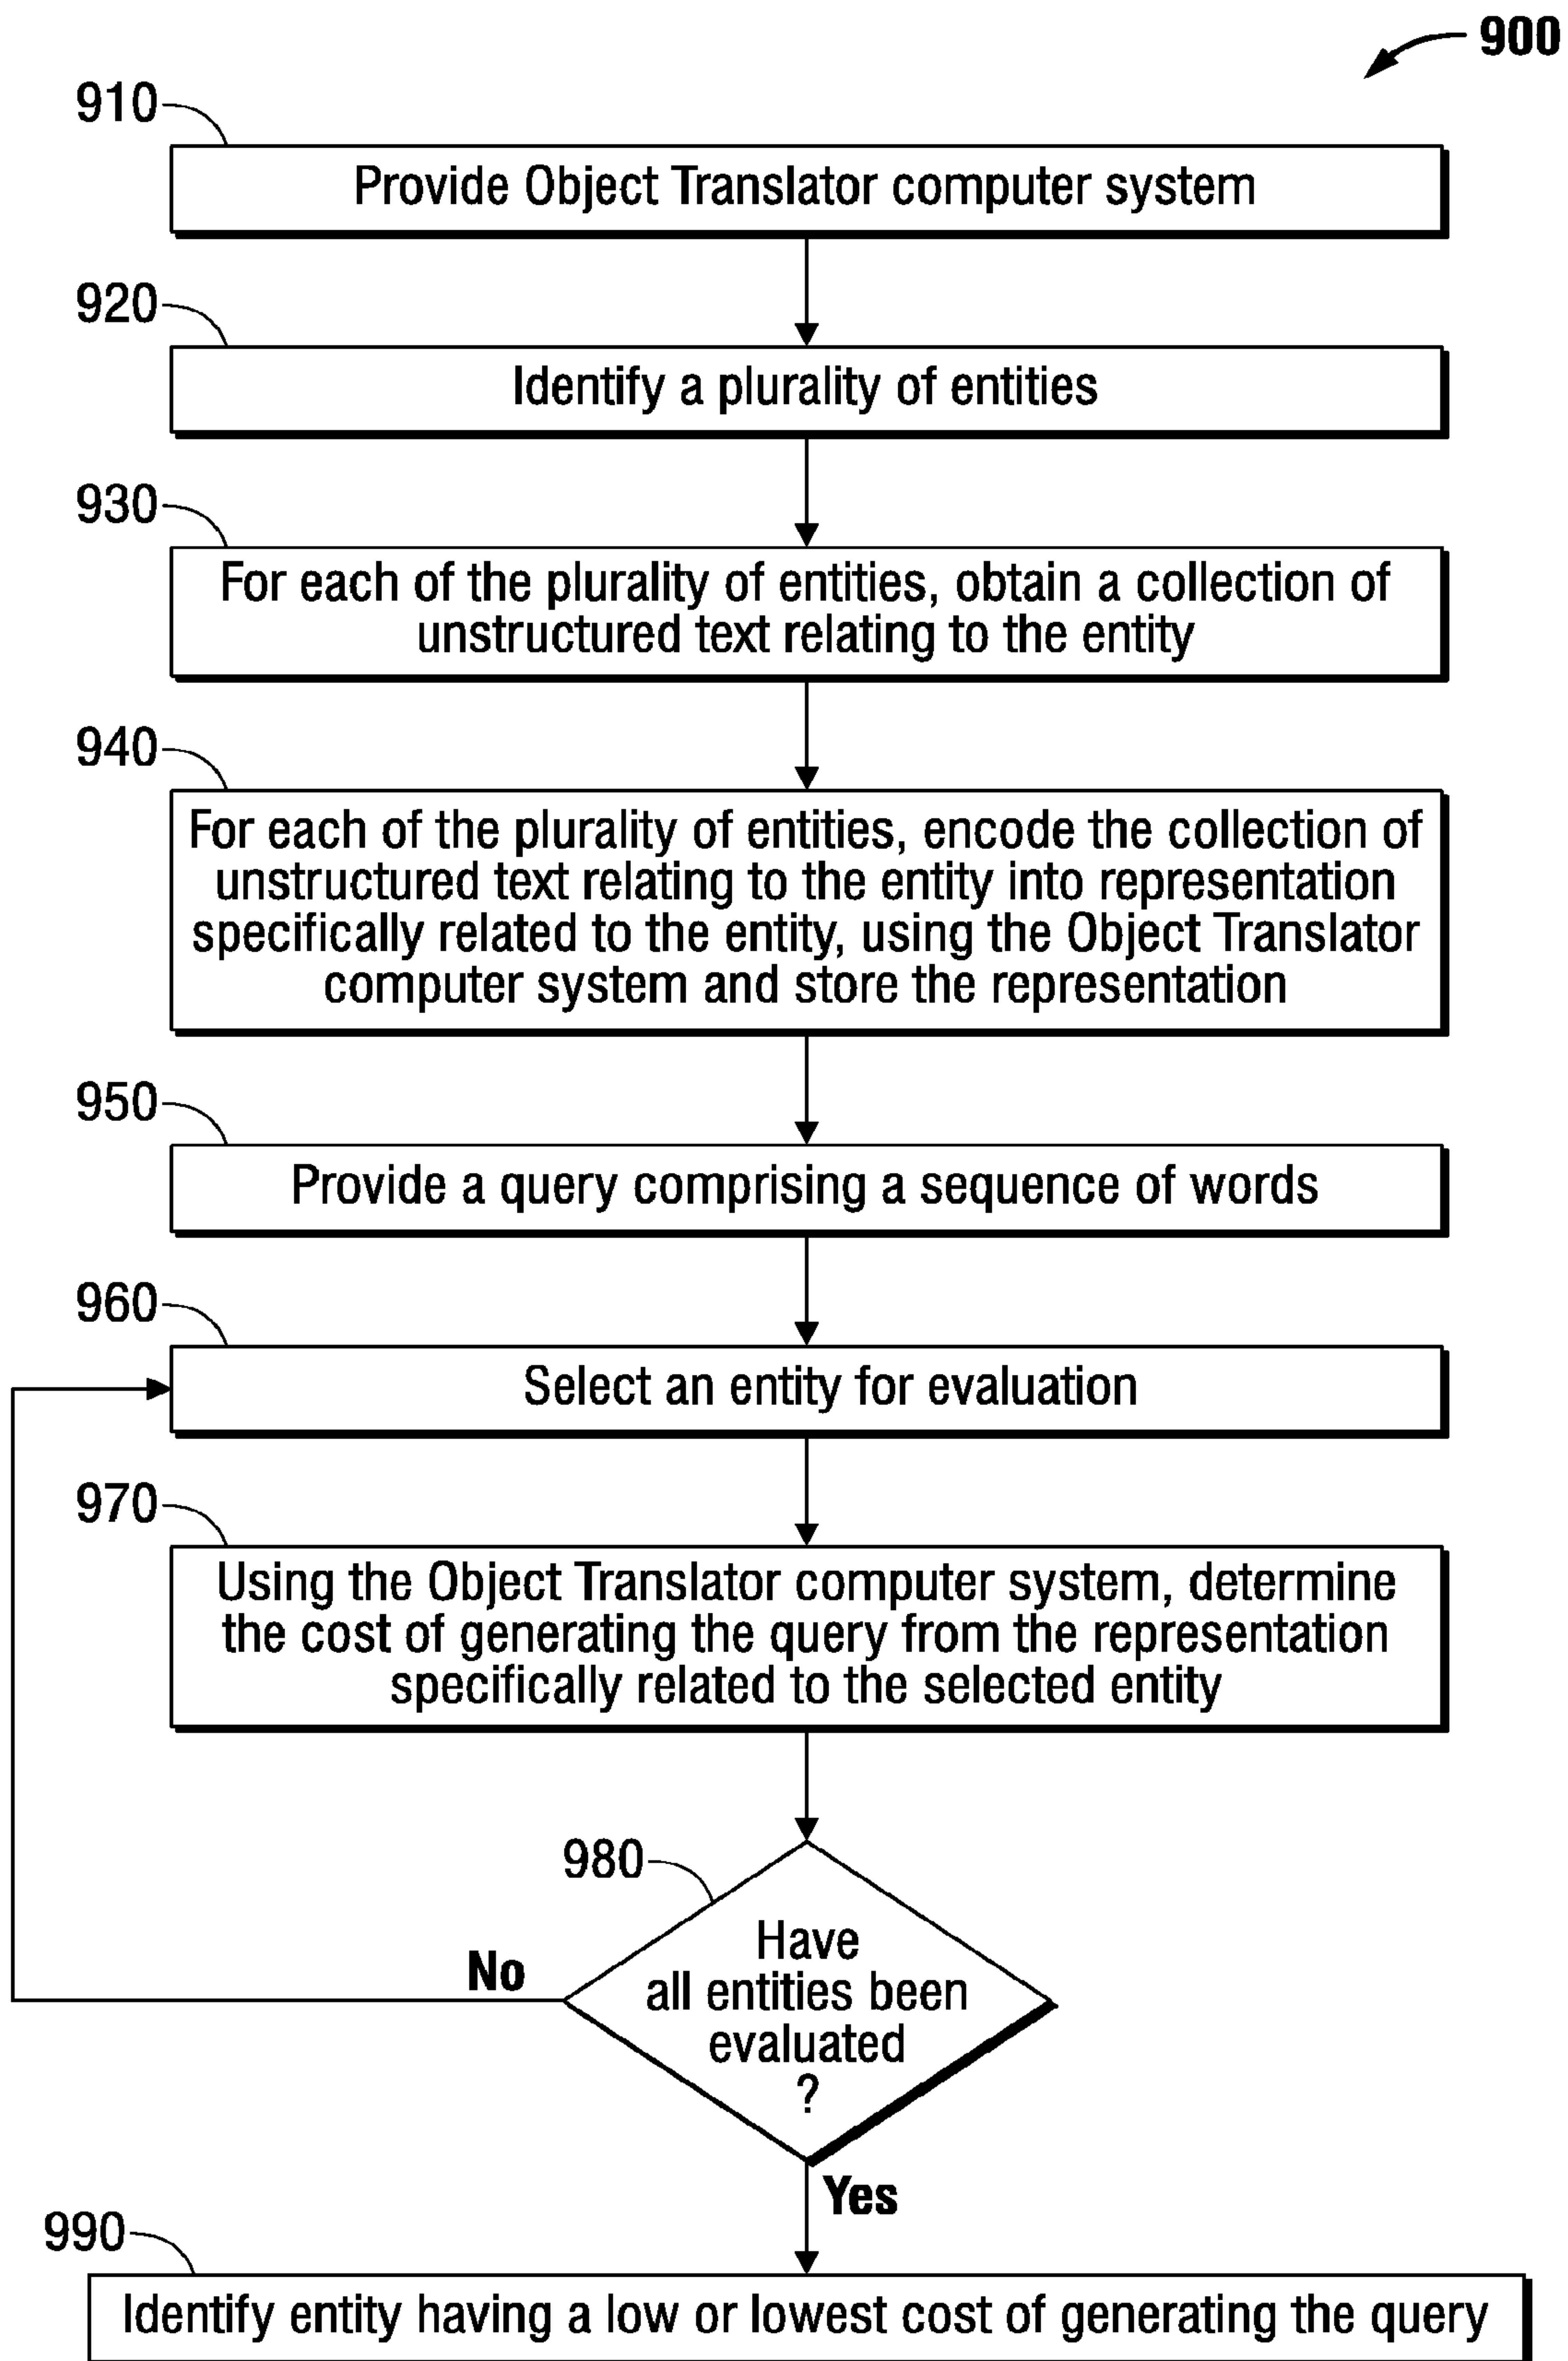 900
910
Provide Object Translator computer system
920
Identify a plurality of entities
930
For each of the plurality of entities, obtain a collection of
unstructured text relating to the entity
940
For each of the plurality of entities, encode the collection of
unstructured text relating to the entity into representation
specifically related to the entity, using the Object Translator
computer system and store the representation
950
Provide a query comprising a sequence of words
960
Select an entity for evaluation
970
Using the Object Translator computer system, determine
the cost of generating the query from the representation
specifically related to the selected entity
980
Have
all entities been
evaluated
?
No
Yes
990
Identify entity having a low or lowest cost of generating the query